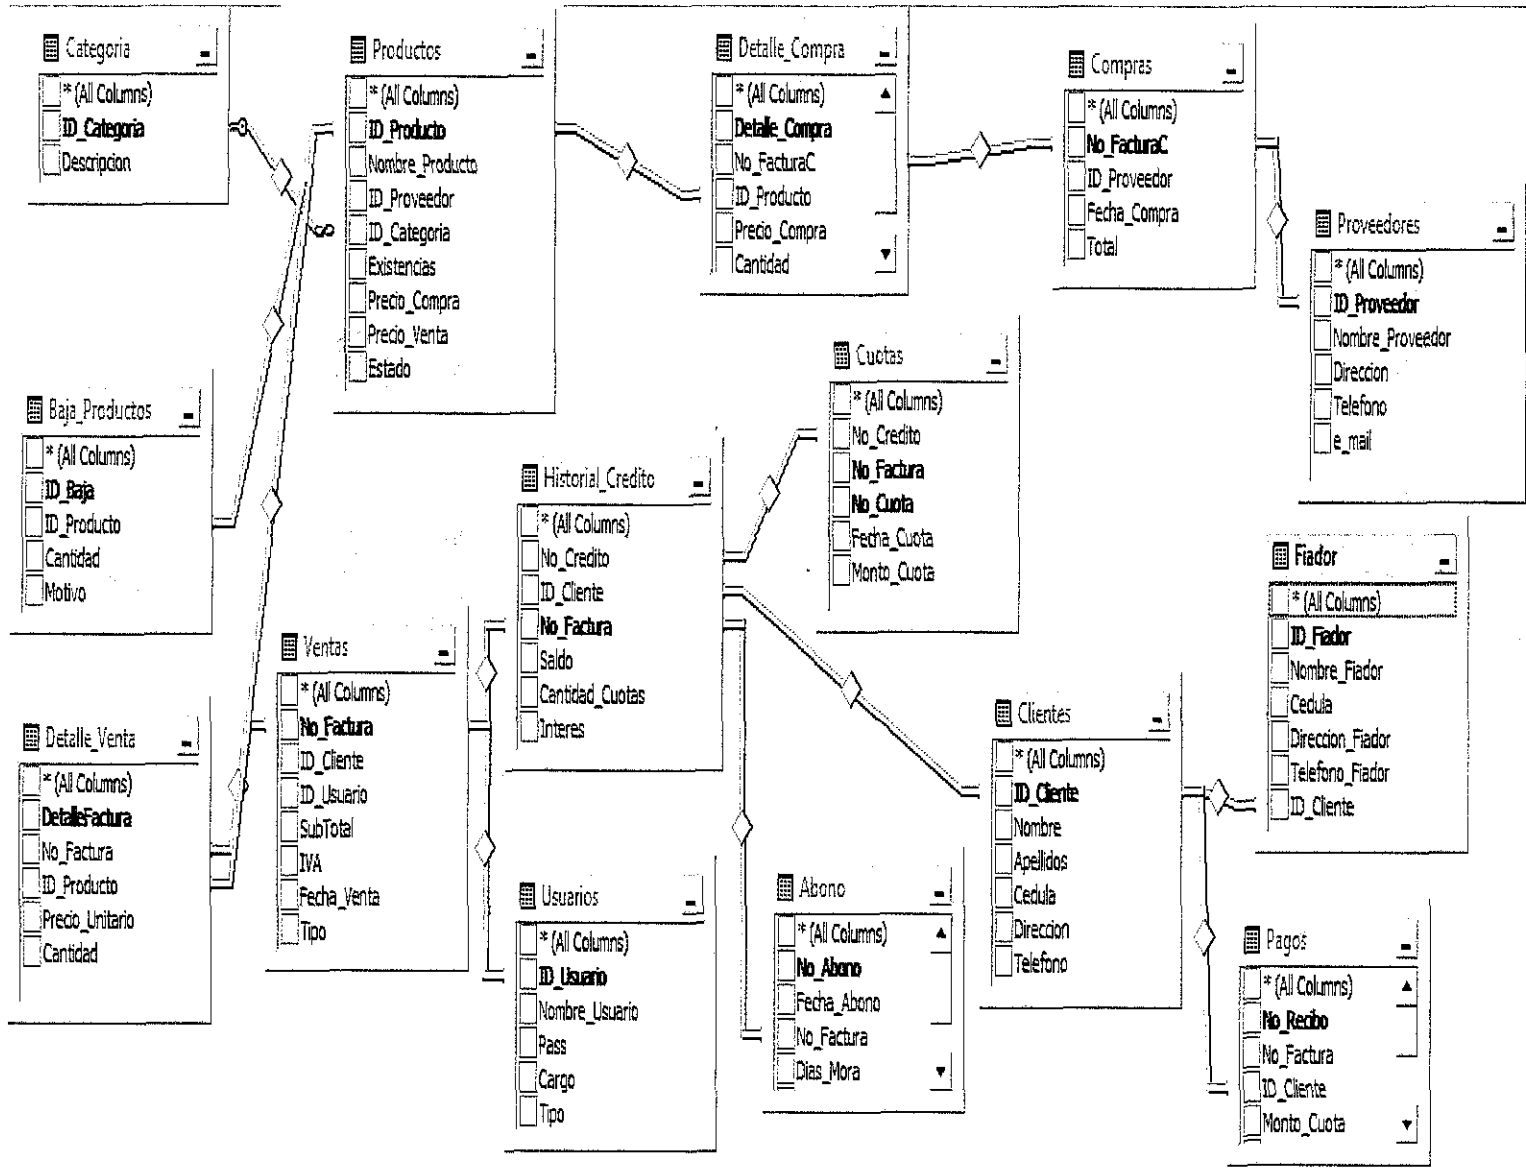 Categoria
* (All Columns)
ID_Categoria
Descripcion
Productos
* (All Columns)
ID_Producto
Nombre_Producto
ID_Proveedor
ID_Categoria
Existencias
Precio_Compra
Precio_Venta
Estado
Detalle_Compra
* (All Columns)
Detalle_Compra
No_FacturaC
ID_Producto
Precio_Compra
Cantidad
Compras
* (All Columns)
No_FacturaC
ID_Proveedor
Fecha_Compra
Total
Proveedores
* (All Columns)
ID_Proveedor
Nombre_Proveedor
Direccion
Telefono
e_mail
Baja_Productos
* (All Columns)
ID_Baja
ID_Producto
Cantidad
Motivo
Historial_Credito
* (All Columns)
No_Credito
ID_Cliente
No_Factura
Saldo
Cantidad_Cuotas
Interes
Cuotas
* (All Columns)
No_Credito
No_Factura
No_Cuota
Fecha_Cuota
Monto_Cuota
Fiador
* (All Columns)
ID_Fiador
Nombre_Fiador
Cedula
Direccion_Fiador
Telefono_Fiador
ID_Cliente
Detalle_Venta
* (All Columns)
DetalleFactura
No_Factura
ID_Producto
Precio_Unitario
Cantidad
Ventas
* (All Columns)
No_Factura
ID_Cliente
ID_Usuario
SubTotal
IVA
Fecha_Venta
Tipo
Usuarios
* (All Columns)
ID_Usuario
Nombre_Usuario
Pass
Cargo
Tipo
Abono
* (All Columns)
No_Abono
Fecha_Abono
No_Factura
Dias_Mora
Clientes
* (All Columns)
ID_Cliente
Nombre
Apellidos
Cedula
Direccion
Telefono
Pagos
* (All Columns)
No_Recibo
No_Factura
ID_Cliente
Monto_Cuota